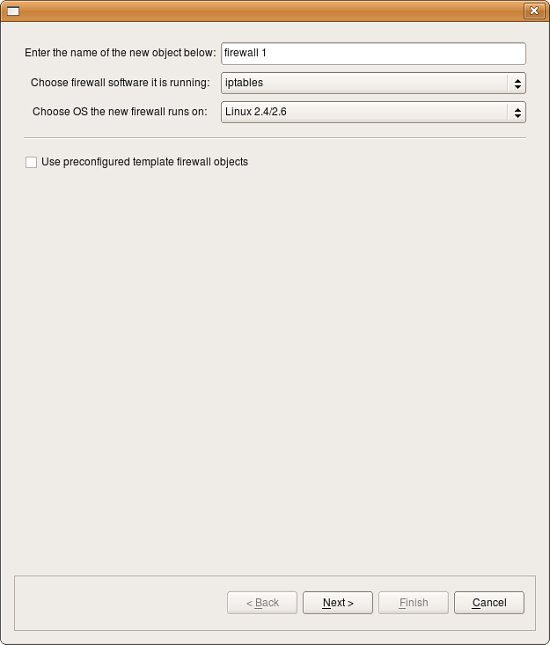 Enter the name of the new object below: firewall 1
Choose firewall software it is running: iptables
Choose OS the new firewall runs on: Linux 2.4/2.6
Use preconfigured template firewall objects
< Back Next > Finish Cancel